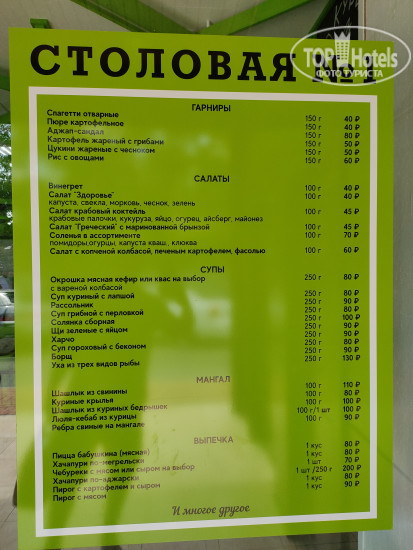 СТОЛОВАЯ
TOP Hotels
ФОТО ТУРИСТА
ГАРНИРЫ
Спагетти отварные 150 г 40 ₽
Пюре картофельное 150 г 40 ₽
Аджап-сандал 150 г 80 ₽
Картофель жареный с грибами 150 г 50 ₽
Цукини жареные с чесноком 150 г 50 ₽
Рис с овощами 150 г 60 ₽
САЛАТЫ
Винегрет 100 г 40 ₽
Салат "Здоровье" 100 г 40 ₽
капуста, свекла, морковь, чеснок, зелень
Салат крабовый коктейль 100 г 45 ₽
крабовые палочки, кукуруза, яйцо, огурец, айсберг, майонез
Салат "Греческий" с маринованной брынзой 100 г 45 ₽
Соленья в ассортименте 100 г 70 ₽
помидоры,огурцы, капуста кваш., клюква
Салат с копченой колбасой, печеным картофелем, фасолью 100 г 60 ₽
СУПЫ
Окрошка мясная кефир или квас на выбор 250 г 80 ₽
с вареной колбасой
Суп куриный с лапшой 250 г 80 ₽
Рассольник 250 г 90 ₽
Суп грибной с перловкой 250 г 80 ₽
Солянка сборная 250 г 100 ₽
Щи зеленые с яйцом 250 г 90 ₽
Харчо 250 г 90 ₽
Суп гороховый с беконом 250 г 90 ₽
Борщ 250 г 90 ₽
Уха из трех видов рыбы 250 г 130 ₽
МАНГАЛ
Шашлык из свинины 100 г 110 ₽
Куриные крылья 100 г 80 ₽
Шашлык из куриных бедрышек 100 г 100 ₽
Люля-кебаб из курицы 100 г/1 шт 100 ₽
Ребра свиные на мангале 100 г 90 ₽
ВЫПЕЧКА
Пицца бабушкина (мясная) 1 кус 80 ₽
Хачапури по-мегрельски 1 кус 80 ₽
Чебуреки с мясом или сыром на выбор 1 шт 70 ₽
Хачапури по-аджарски 1 шт /250 г 200 ₽
Пирог с картофелем и сыром 1 кус 80 ₽
Пирог с мясом 1 кус 90 ₽
И многое другое